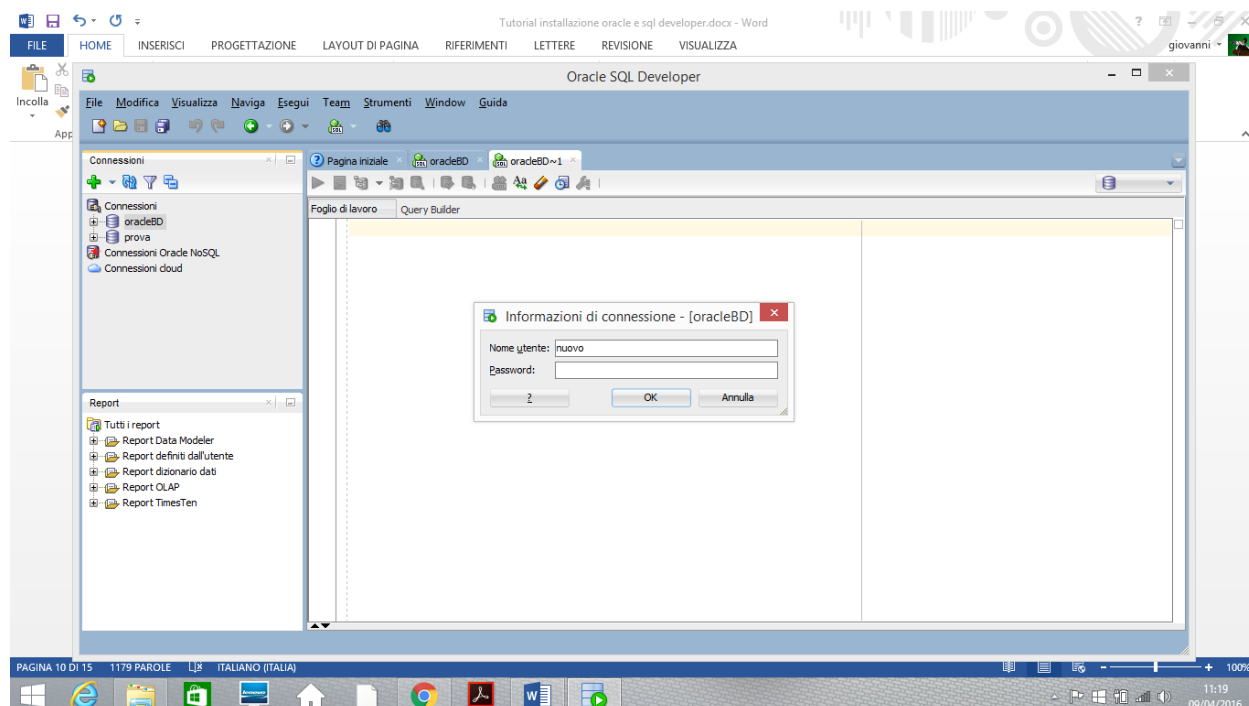 Tutorial installazione oracle e sql developer.docx - Word
FILE HOME INSERISCI PROGETTAZIONE LAYOUT DI PAGINA RIFERIMENTI LETTERE REVISIONE VISUALIZZA giovanni
Incolla
App
Oracle SQL Developer
File Modifica Visualizza Naviga Esegui Team Strumenti Window Guida
Connessioni
Pagina iniziale oracleBD oracleBD~1
Foglio di lavoro Query Builder
Connessioni
oracleBD
prova
Connessioni Oracle NoSQL
Connessioni cloud
Informazioni di connessione - [oracleBD]
Nome utente: nuovo
Password:
? OK Annulla
Report
Tutti i report
Report Data Modeler
Report definiti dall'utente
Report dizionario dati
Report OLAP
Report TimesTen
PAGINA 10 DI 15 1179 PAROLE ITALIANO (ITALIA) 100%
11:19
09/04/2016